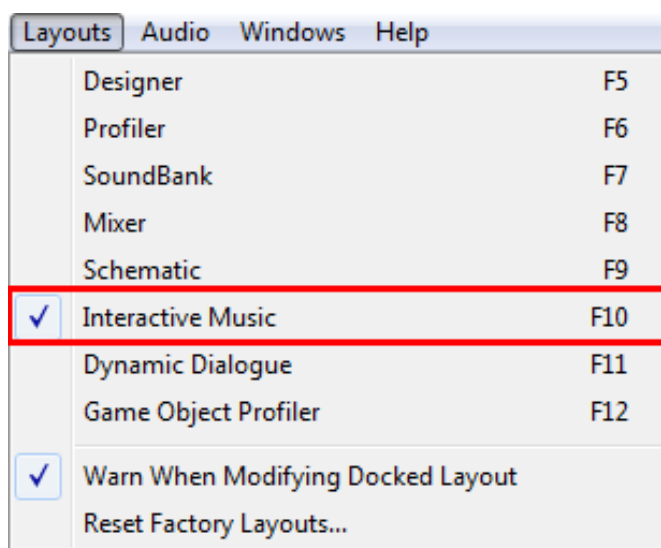 Layouts Audio Windows Help
Designer F5
Profiler F6
SoundBank F7
Mixer F8
Schematic F9
Interactive Music F10
Dynamic Dialogue F11
Game Object Profiler F12
Warn When Modifying Docked Layout
Reset Factory Layouts...